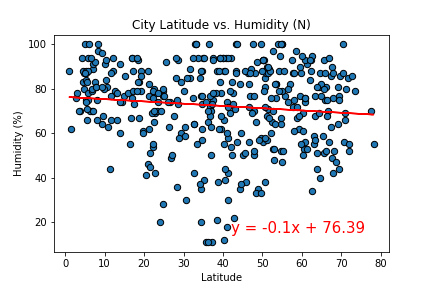 City Latitude vs. Humidity (N)
100
80
60
40
20
Humidity (%)
y = -0.1x + 76.39
0 10 20 30 40 50 60 70 80
Latitude